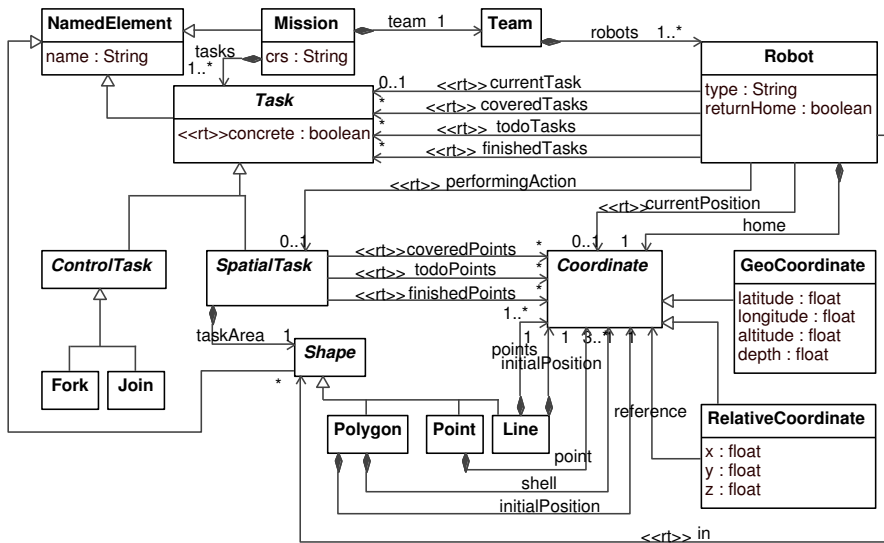 NamedElement
name : String
Mission
crs : String
team 1
Team
robots 1..*
Robot
type : String
returnHome : boolean
tasks
1..*
Task
<<rt>>concrete : boolean
0..1
<<rt>> currentTask
*
<<rt>> coveredTasks
*
<<rt>> todoTasks
*
<<rt>> finishedTasks
<<rt>> performingAction
0..1
<<rt>>currentPosition
0..1
home
1
ControlTask
SpatialTask
<<rt>>coveredPoints *
<<rt>> todoPoints *
<<rt>>finishedPoints *
Coordinate
GeoCoordinate
latitude : float
longitude : float
altitude : float
depth : float
taskArea 1
Shape
*
Fork
Join
1..*
points
1
initialPosition
1
3..*
1
1
reference
Polygon
Point
Line
point
shell
initialPosition
RelativeCoordinate
x : float
y : float
z : float
<<rt>> in